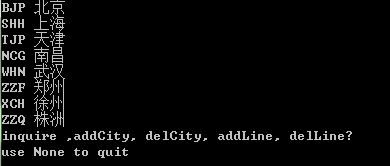 BJP 北京
SHH 上海
TJP 天津
NCG 南昌
WHN 武汉
ZZF 郑州
XCH 徐州
ZZQ 株洲
inquire ,addCity, delCity, addLine, delLine?
use None to quit